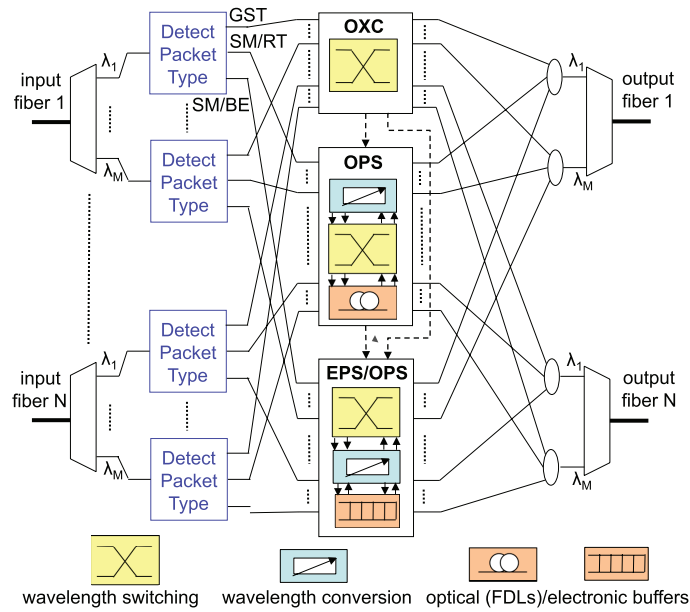 GST
SM/RT
SM/BE
Detect
Packet
Type
OXC
input
fiber 1
λ1
λM
output
fiber 1
λ1
λM
Detect
Packet
Type
OPS
Detect
Packet
Type
EPS/OPS
input
fiber N
λ1
λM
output
fiber N
λ1
λM
Detect
Packet
Type
wavelength switching
wavelength conversion
optical (FDLs)/electronic buffers